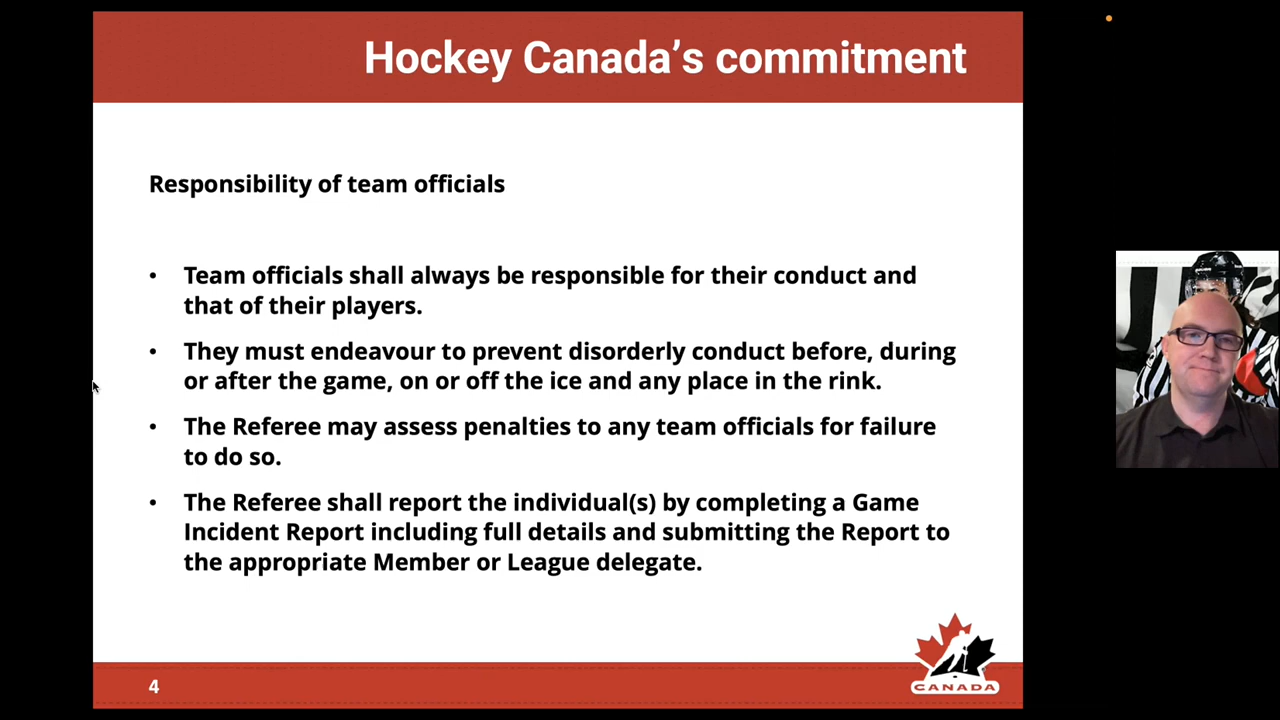 Hockey Canada’s commitment
Responsibility of team officials
• Team officials shall always be responsible for their conduct and
that of their players.
• They must endeavour to prevent disorderly conduct before, during
or after the game, on or off the ice and any place in the rink.
• The Referee may assess penalties to any team officials for failure
to do so.
• The Referee shall report the individual(s) by completing a Game
Incident Report including full details and submitting the Report to
the appropriate Member or League delegate.
CANADA
4